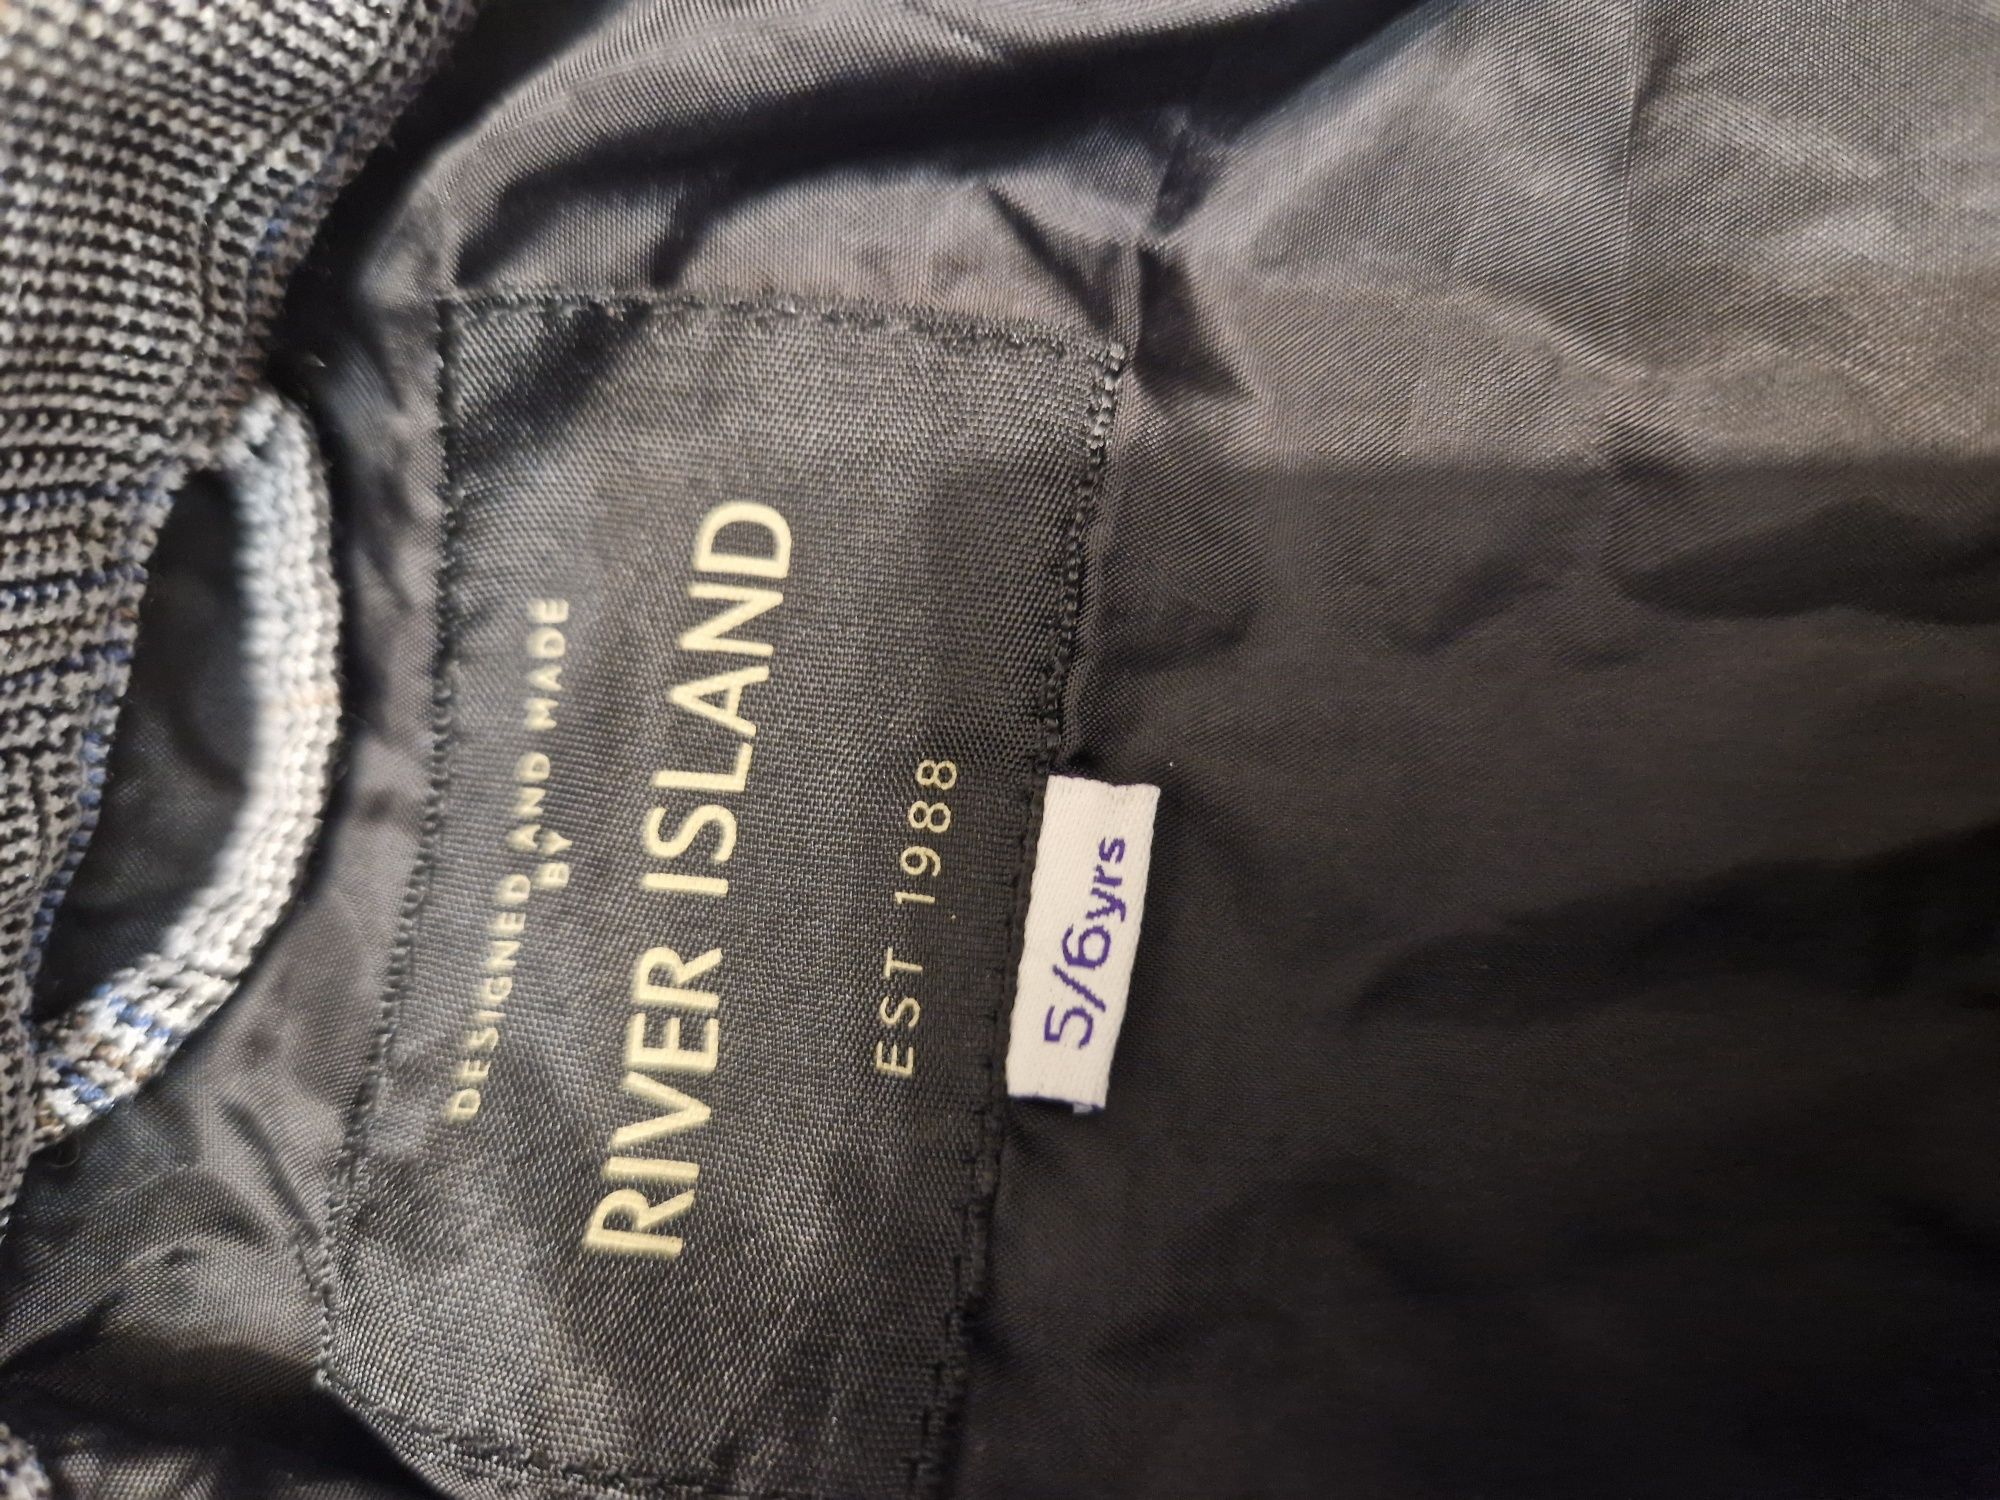 DESIGNED AND MADE
BY
RIVER ISLAND
EST 1988
5/6yrs